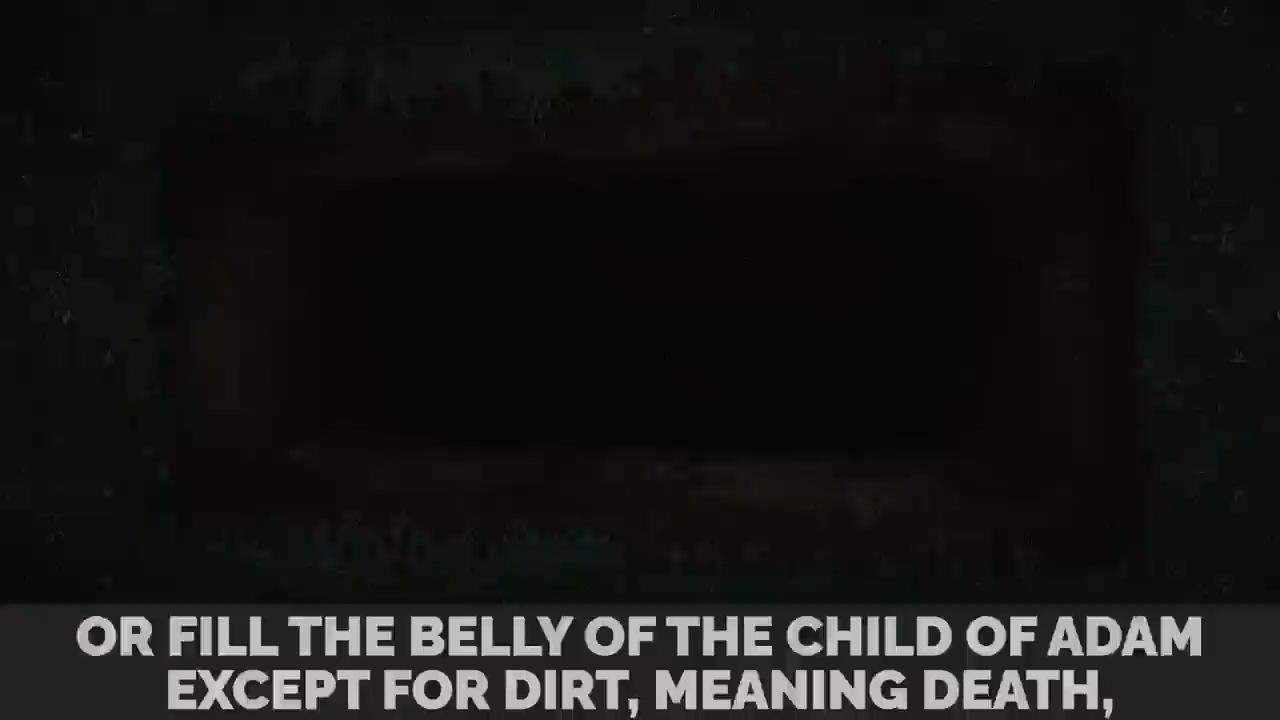 OR FILL THE BELLY OF THE CHILD OF ADAM
EXCEPT FOR DIRT, MEANING DEATH,